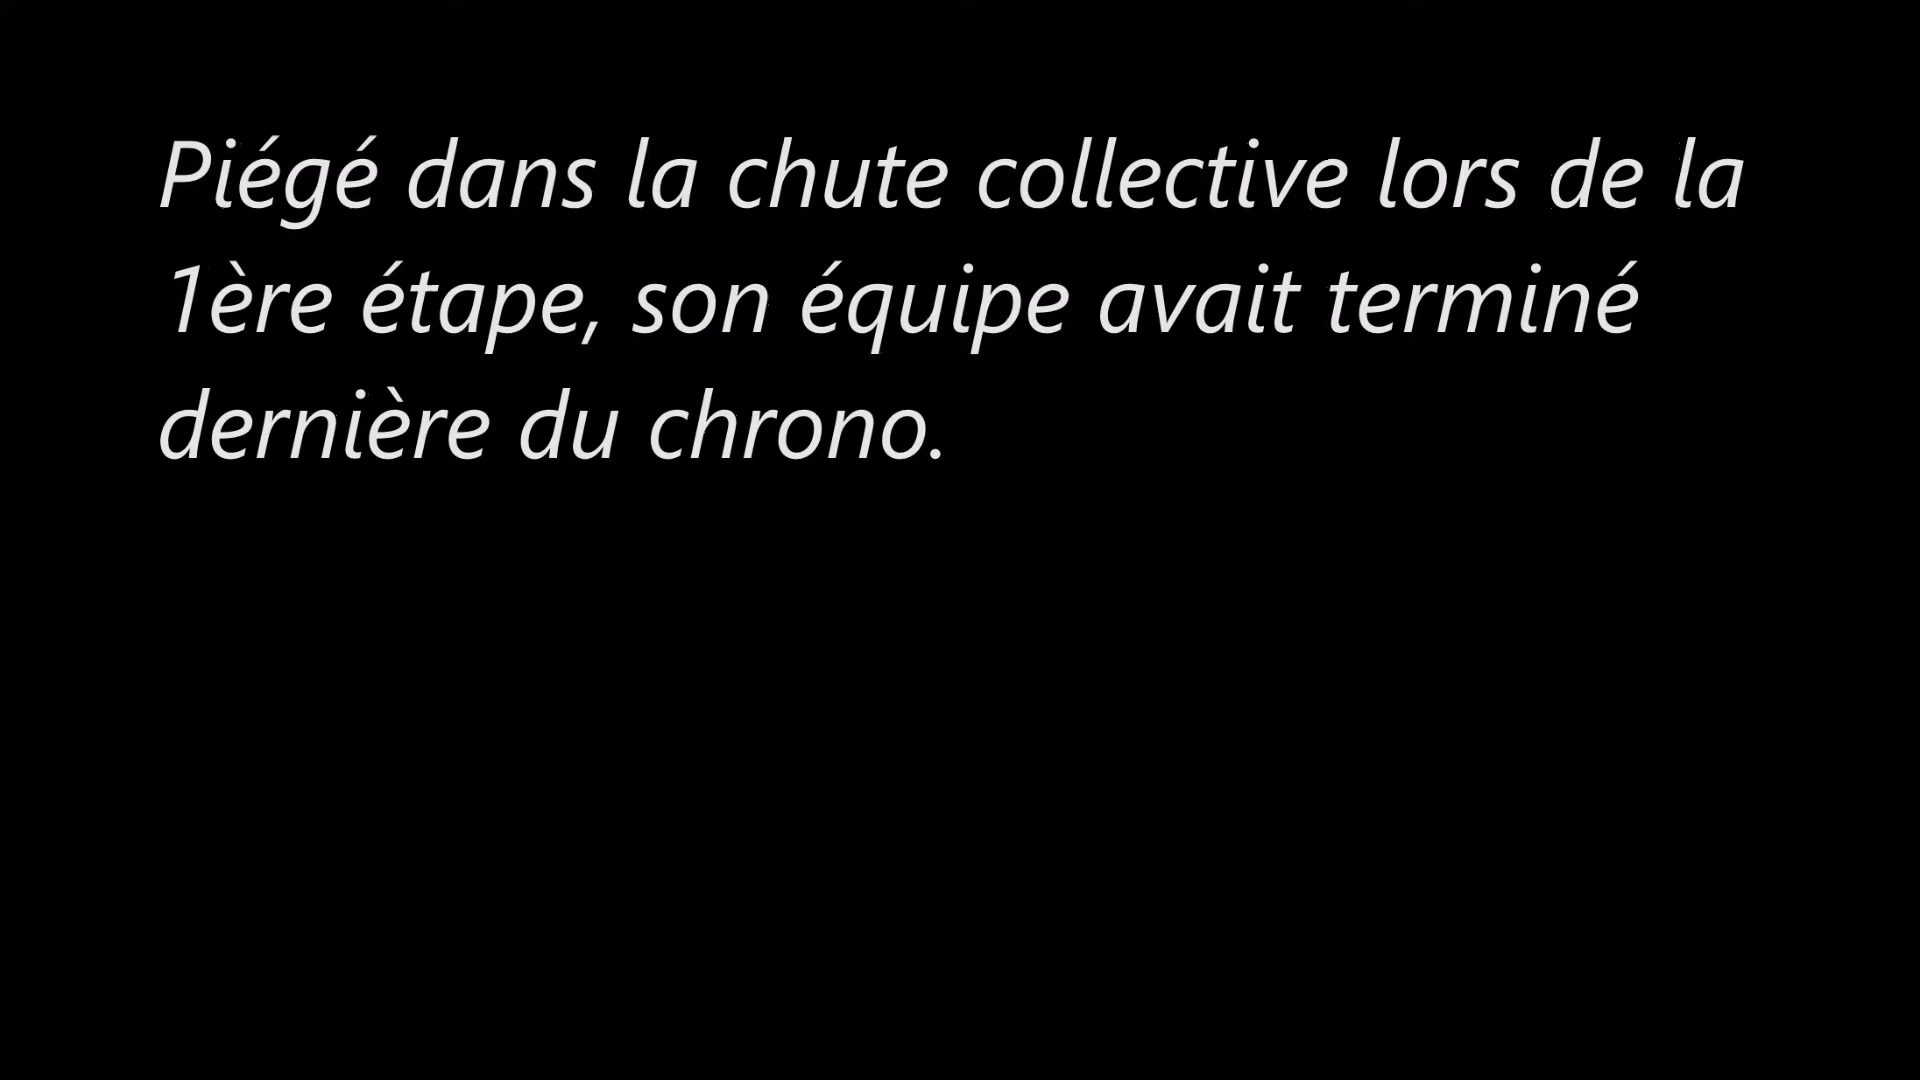 Piégé dans la chute collective lors de la
1ère étape, son équipe avait terminé
dernière du chrono.